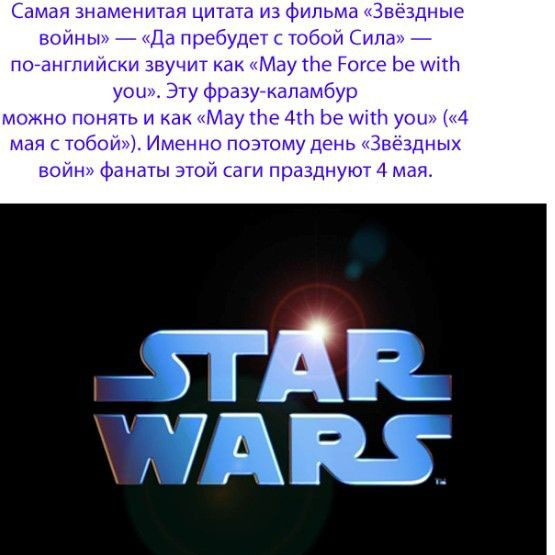 Самая знаменитая цитата из фильма «Звёздные
войны» — «Да пребудет с тобой Сила» —
по-английски звучит как «May the Force be with
you». Эту фразу-каламбур
можно понять и как «May the 4th be with you» («4
мая с тобой»). Именно поэтому день «Звёздных
войн» фанаты этой саги празднуют 4 мая.
STAR
WARS™